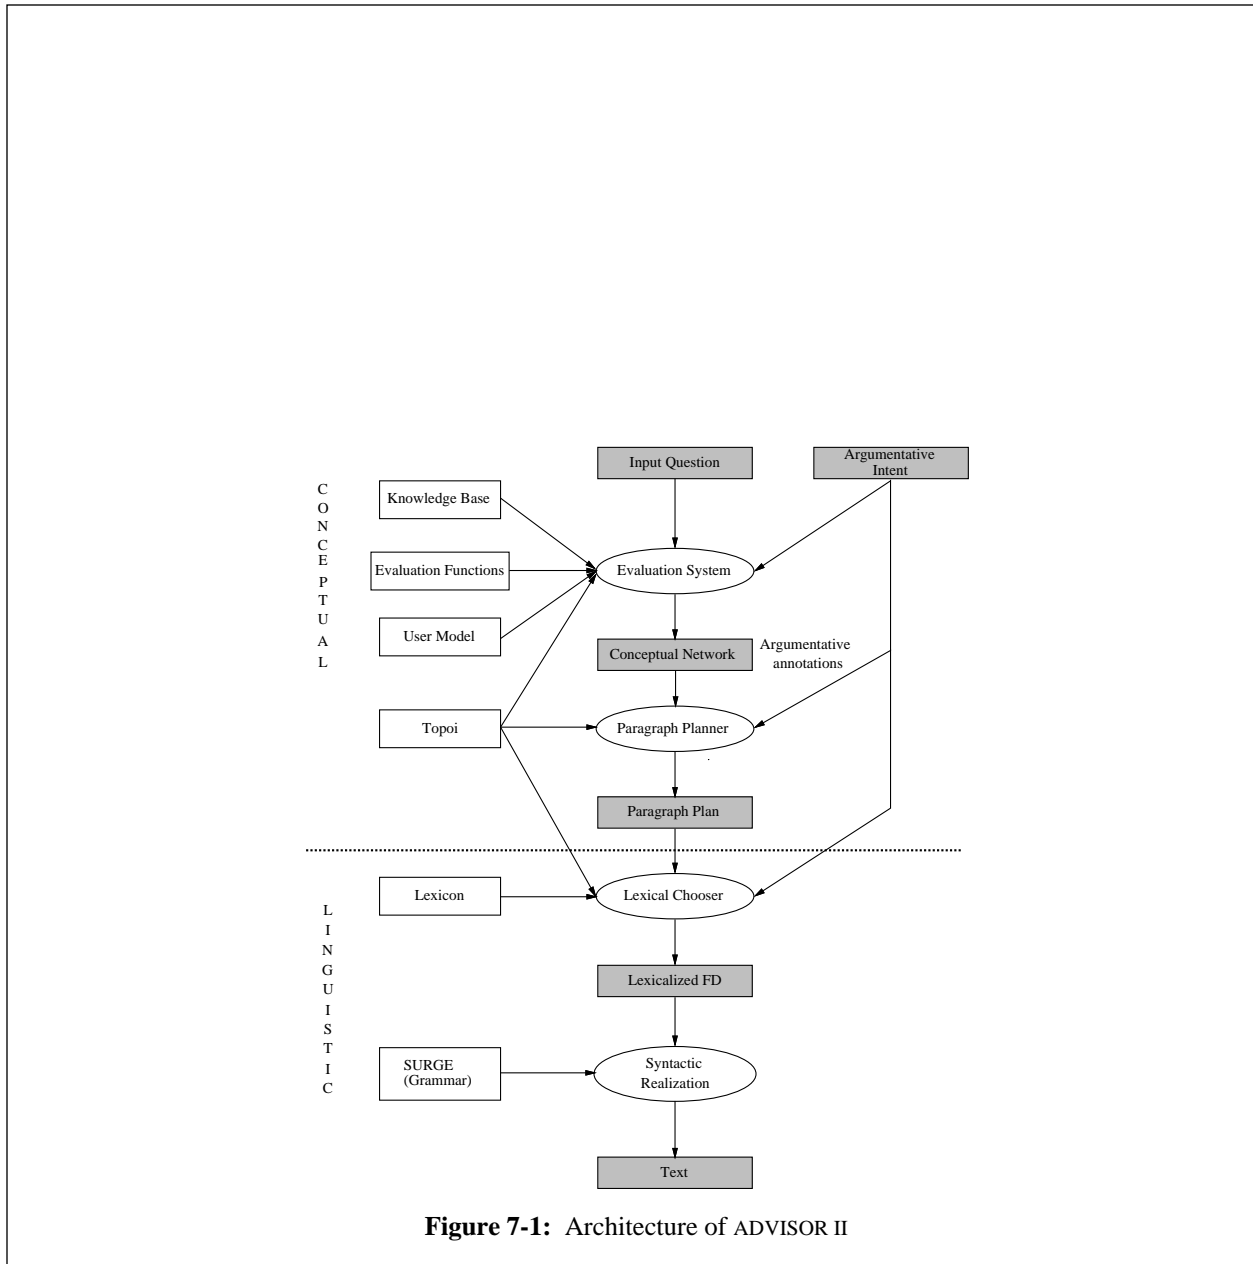 Input Question
Argumentative
Intent
CONCEPTUAL
Knowledge Base
Evaluation Functions
Evaluation System
User Model
Conceptual Network
Argumentative
annotations
Topoi
Paragraph Planner
Paragraph Plan
LINGUISTIC
Lexicon
Lexical Chooser
Lexicalized FD
SURGE
(Grammar)
Syntactic
Realization
Text
Figure 7-1: Architecture of ADVISOR II